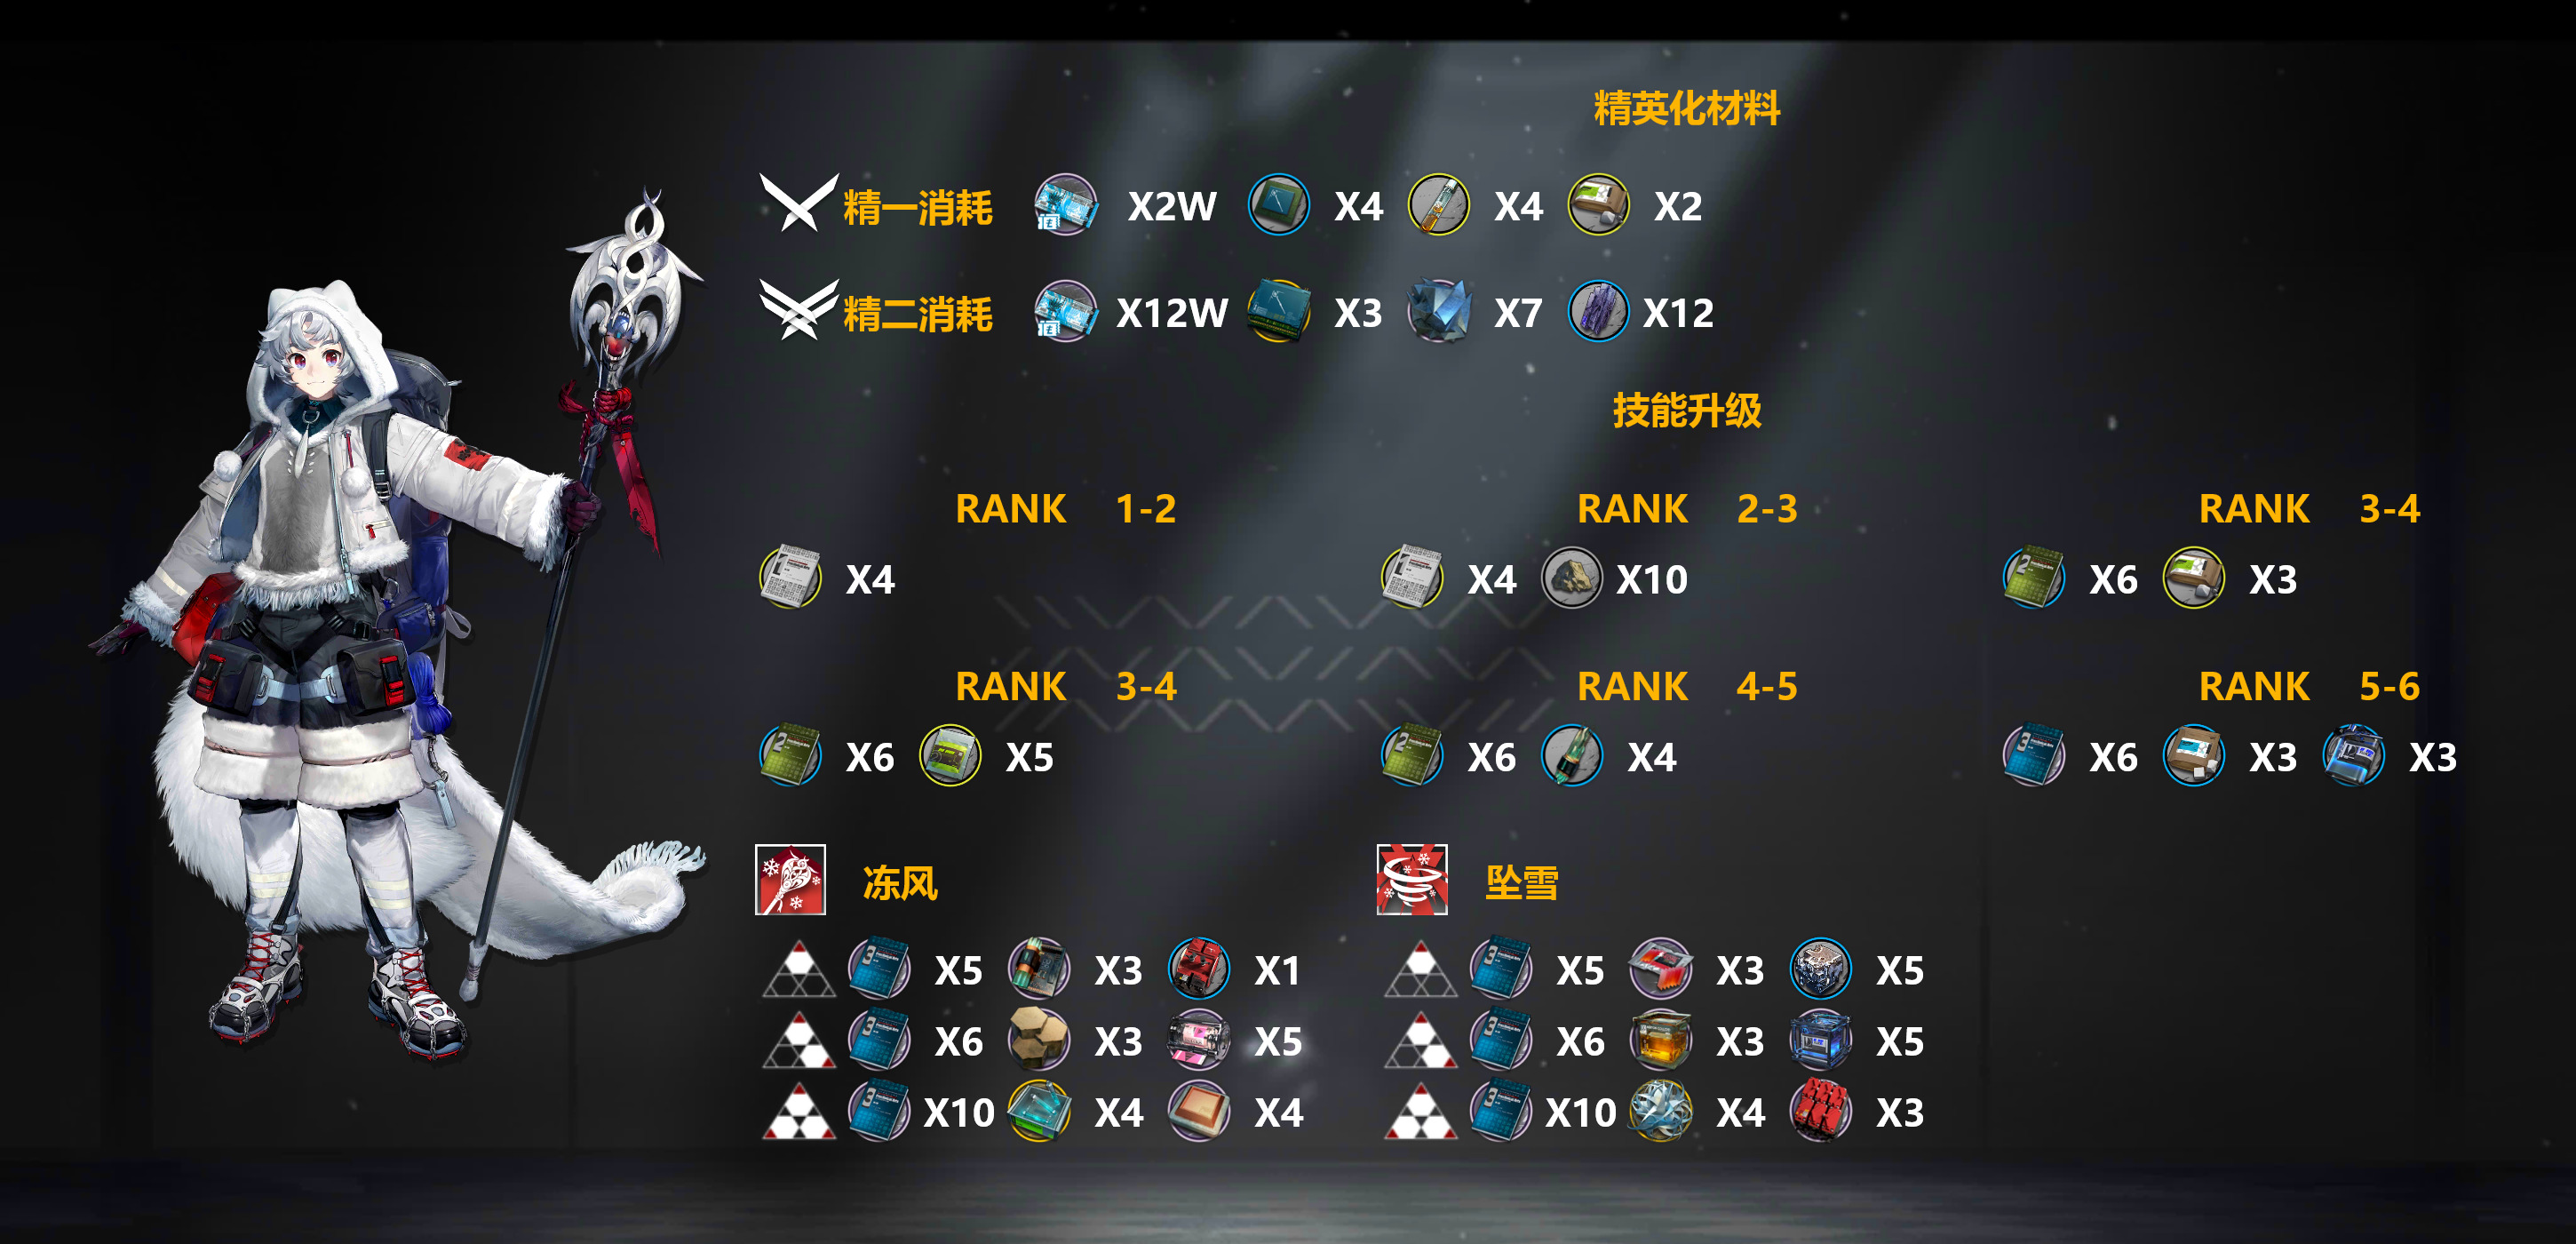 精英化材料
精一消耗 X2W X4 X4 X2
精二消耗 X12W X3 X7 X12
技能升级
RANK 1-2 RANK 2-3 RANK 3-4
X4 X4 X10 X6 X3
RANK 3-4 RANK 4-5 RANK 5-6
X6 X5 X6 X4 X6 X3 X3
冻风 坠雪
X5 X3 X1 X5 X3 X5
X6 X3 X5 X6 X3 X5
X10 X4 X4 X10 X4 X3